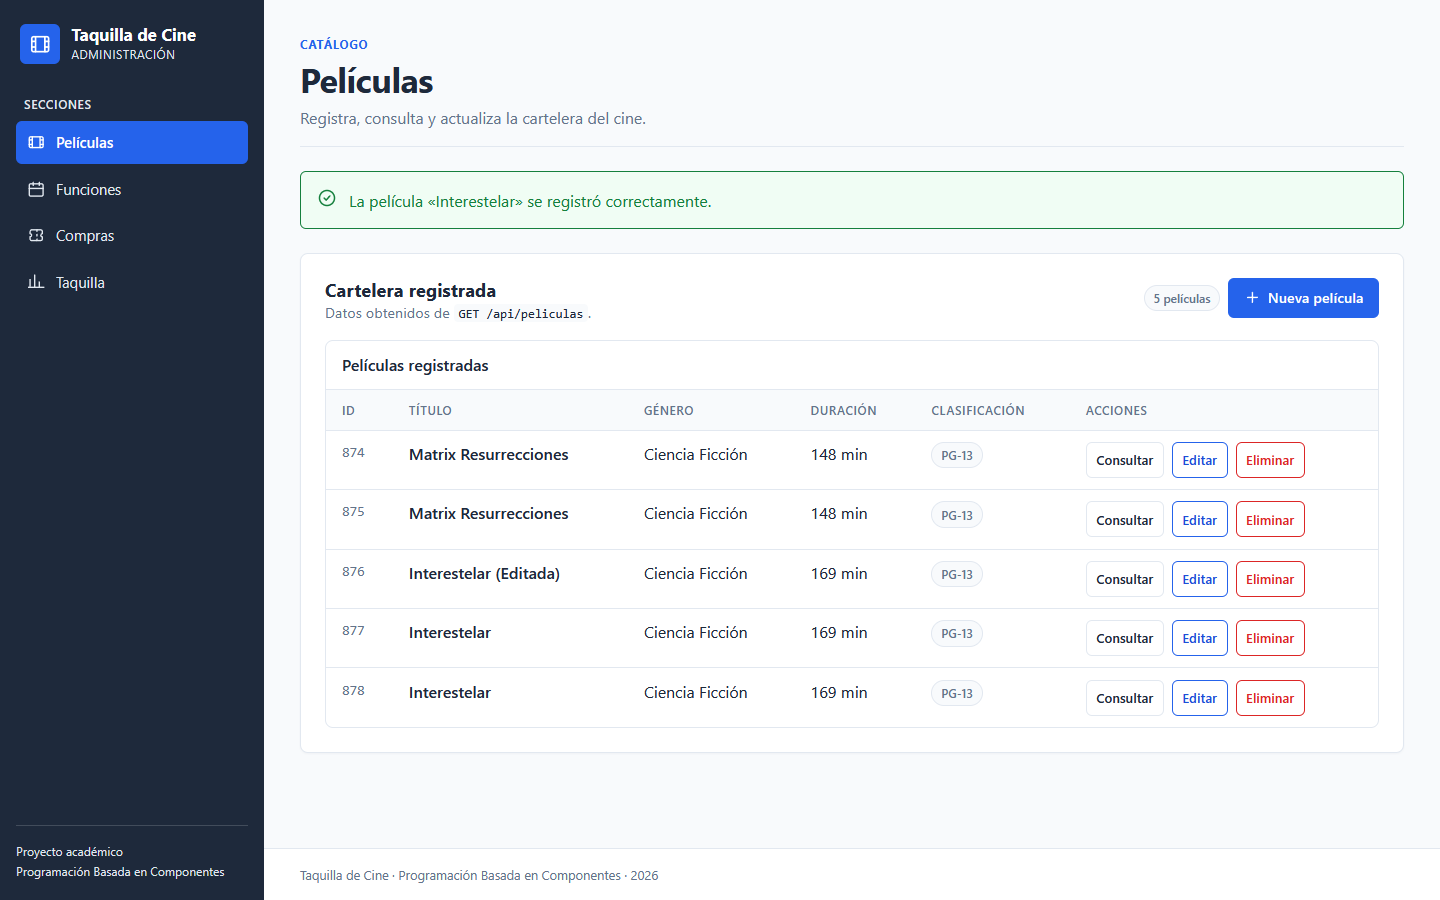 Taquilla de Cine
ADMINISTRACIÓN
SECCIONES
Películas
Funciones
Compras
Taquilla
Proyecto académico
Programación Basada en Componentes
CATÁLOGO
Películas
Registra, consulta y actualiza la cartelera del cine.
La película «Interestelar» se registró correctamente.
Cartelera registrada
Datos obtenidos de GET /api/peliculas.
5 películas
+ Nueva película
Películas registradas
ID TÍTULO GÉNERO DURACIÓN CLASIFICACIÓN ACCIONES
874 Matrix Resurrecciones Ciencia Ficción 148 min PG-13 Consultar Editar Eliminar
875 Matrix Resurrecciones Ciencia Ficción 148 min PG-13 Consultar Editar Eliminar
876 Interestelar (Editada) Ciencia Ficción 169 min PG-13 Consultar Editar Eliminar
877 Interestelar Ciencia Ficción 169 min PG-13 Consultar Editar Eliminar
878 Interestelar Ciencia Ficción 169 min PG-13 Consultar Editar Eliminar
Taquilla de Cine · Programación Basada en Componentes · 2026